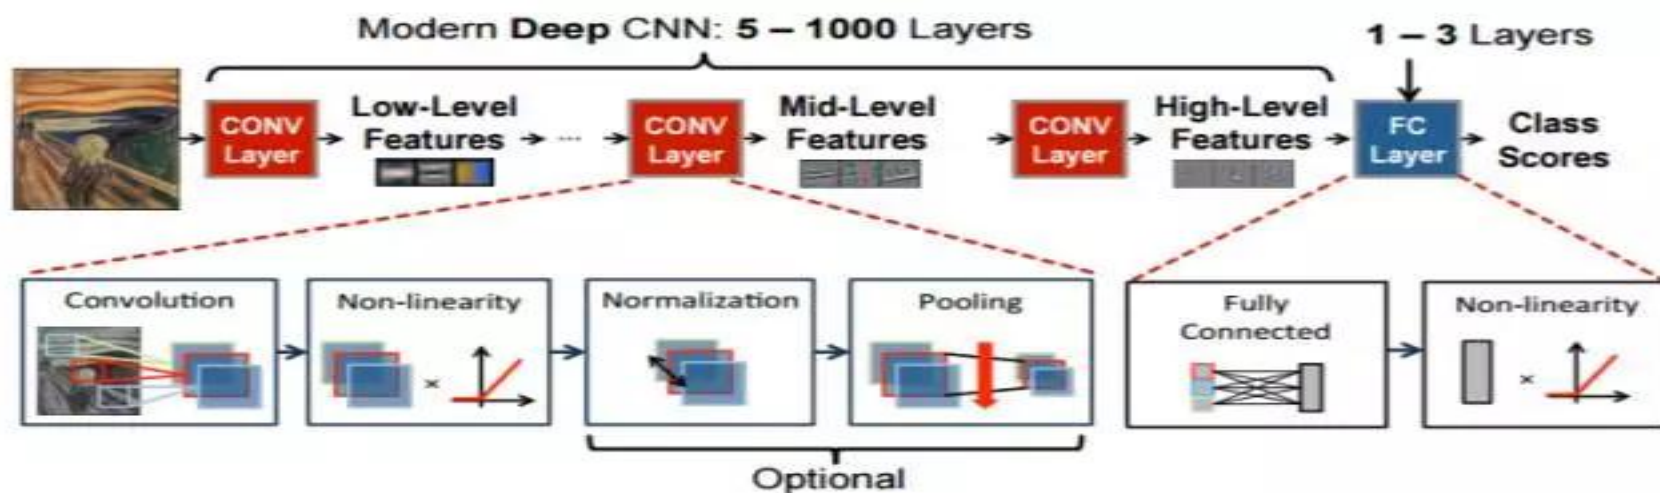 Modern Deep CNN: 5 – 1000 Layers
1 – 3 Layers
CONV
Layer
Low-Level
Features
...
CONV
Layer
Mid-Level
Features
CONV
Layer
High-Level
Features
FC
Layer
Class
Scores
Convolution
Non-linearity
×
Normalization
Pooling
Optional
Fully
Connected
Non-linearity
×